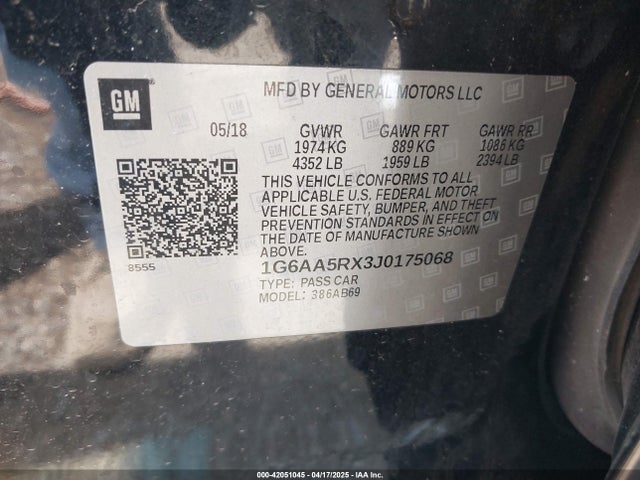 GM
MFD BY GENERAL MOTORS LLC
05/18 GVWR GAWR FRT GAWR RR
1974 KG 889 KG 1086 KG
4352 LB 1959 LB 2394 LB
THIS VEHICLE CONFORMS TO ALL
APPLICABLE U.S. FEDERAL MOTOR
VEHICLE SAFETY, BUMPER, AND THEFT
PREVENTION STANDARDS IN EFFECT ON
THE DATE OF MANUFACTURE SHOWN
ABOVE.
8555
1G6AA5RX3J0175068
TYPE: PASS CAR
MODEL: 386AB69
000-42051045 - 04/17/2025 - IAA Inc.